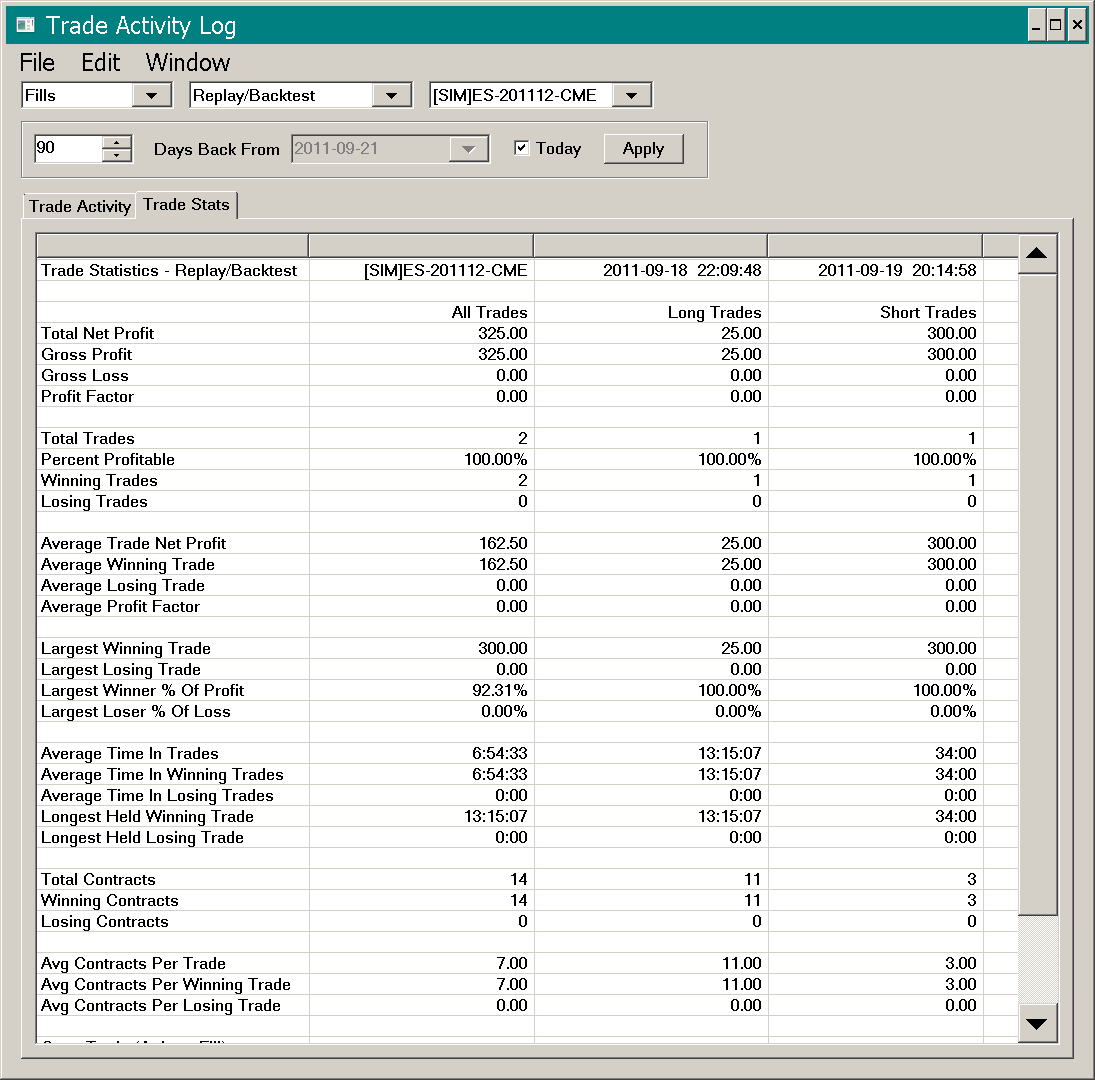 Trade Activity Log
File Edit Window
Fills Replay/Backtest [SIM]ES-201112-CME
90 Days Back From 2011-09-21 Today Apply
Trade Activity Trade Stats
Trade Statistics - Replay/Backtest [SIM]ES-201112-CME 2011-09-18 22:09:48 2011-09-19 20:14:58
All Trades Long Trades Short Trades
Total Net Profit 325.00 25.00 300.00
Gross Profit 325.00 25.00 300.00
Gross Loss 0.00 0.00 0.00
Profit Factor 0.00 0.00 0.00
Total Trades 2 1 1
Percent Profitable 100.00% 100.00% 100.00%
Winning Trades 2 1 1
Losing Trades 0 0 0
Average Trade Net Profit 162.50 25.00 300.00
Average Winning Trade 162.50 25.00 300.00
Average Losing Trade 0.00 0.00 0.00
Average Profit Factor 0.00 0.00 0.00
Largest Winning Trade 300.00 25.00 300.00
Largest Losing Trade 0.00 0.00 0.00
Largest Winner % Of Profit 92.31% 100.00% 100.00%
Largest Loser % Of Loss 0.00% 0.00% 0.00%
Average Time In Trades 6:54:33 13:15:07 34:00
Average Time In Winning Trades 6:54:33 13:15:07 34:00
Average Time In Losing Trades 0:00 0:00 0:00
Longest Held Winning Trade 13:15:07 13:15:07 34:00
Longest Held Losing Trade 0:00 0:00 0:00
Total Contracts 14 11 3
Winning Contracts 14 11 3
Losing Contracts 0 0 0
Avg Contracts Per Trade 7.00 11.00 3.00
Avg Contracts Per Winning Trade 7.00 11.00 3.00
Avg Contracts Per Losing Trade 0.00 0.00 0.00